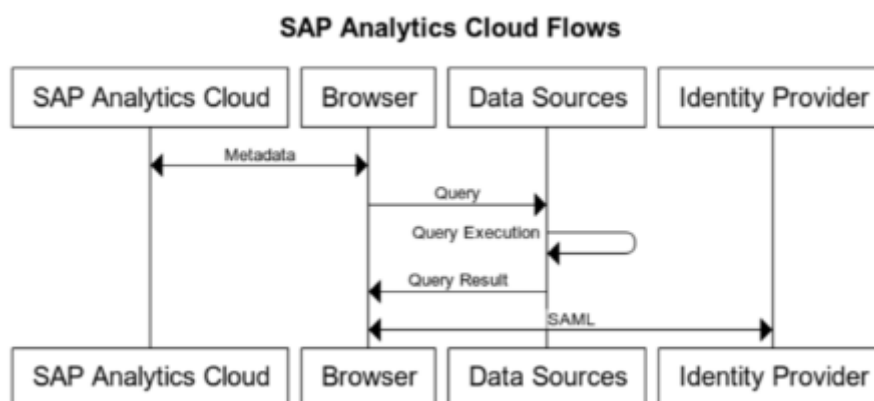 SAP Analytics Cloud Flows
SAP Analytics Cloud
Browser
Data Sources
Identity Provider
Metadata
Query
Query Execution
Query Result
SAML
SAP Analytics Cloud
Browser
Data Sources
Identity Provider